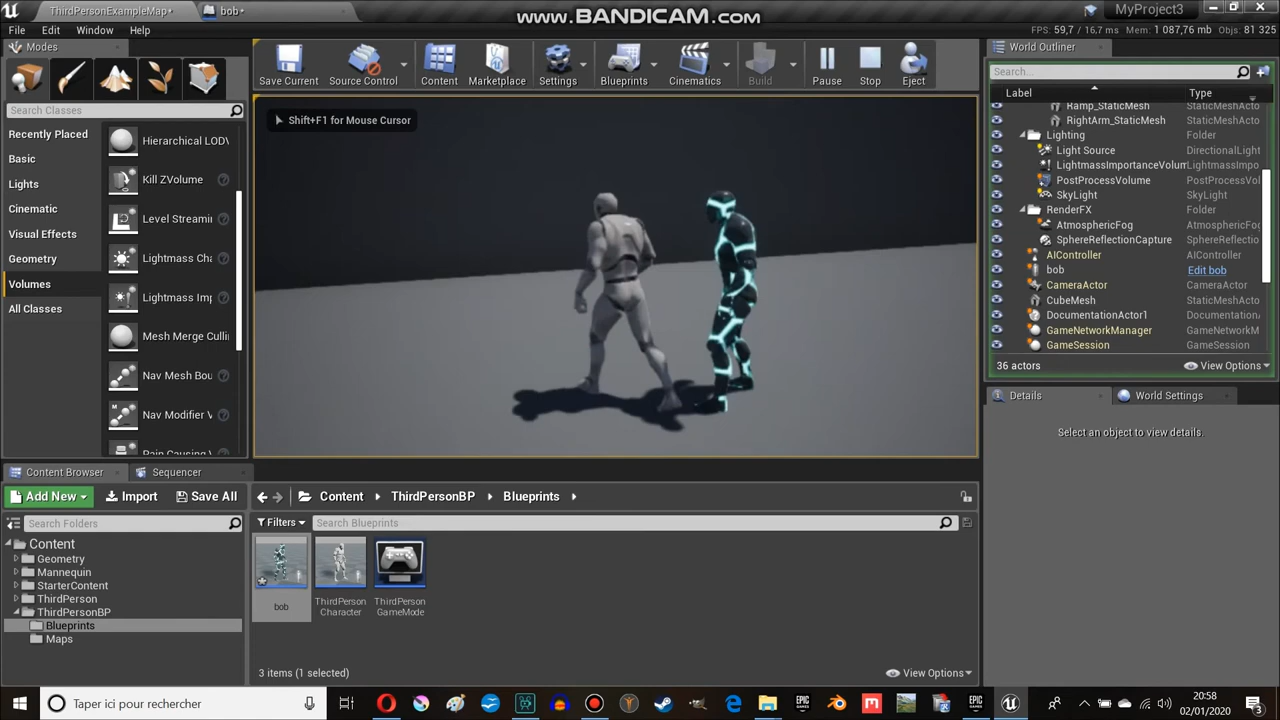 ThirdPersonExampleMap*
bob*
www.BANDICAM.com
MyProject3
File Edit Window Help
FPS: 59,7 / 16,7 ms Mem: 1 087,76 mb Objs: 81 325
Modes
Search Classes
Recently Placed
Basic
Lights
Cinematic
Visual Effects
Geometry
Volumes
All Classes
Hierarchical LOD\
Kill ZVolume
Level Streami
Lightmass Cha
Lightmass Imp
Mesh Merge Culli
Nav Mesh Bou
Nav Modifier V
Pain Causing V
Save Current
Source Control
Content
Marketplace
Settings
Blueprints
Cinematics
Build
Pause
Stop
Eject
Shift+F1 for Mouse Cursor
World Outliner
Search...
Label Type
Ramp_StaticMesh StaticMeshActo
RightArm_StaticMesh StaticMeshActo
Lighting Folder
Light Source DirectionalLight
LightmassImportanceVolum LightmassImpo
PostProcessVolume PostProcessVol
SkyLight SkyLight
RenderFX Folder
AtmosphericFog AtmosphericFog
SphereReflectionCapture SphereReflectio
AIController AIController
bob Edit bob
CameraActor CameraActor
CubeMesh StaticMeshActo
DocumentationActor1 Documentation
GameNetworkManager GameNetworkM
GameSession GameSession
36 actors
View Options
Details
World Settings
Select an object to view details.
Content Browser
Sequencer
Add New
Import
Save All
Content
ThirdPersonBP
Blueprints
Search Folders
Filters
Search Blueprints
Content
Geometry
Mannequin
StarterContent
ThirdPerson
ThirdPersonBP
Blueprints
Maps
bob
ThirdPerson
Character
ThirdPerson
GameMode
3 items (1 selected)
View Options
Taper ici pour rechercher
EPIC
GAMES
EPIC
GAMES
20:58
02/01/2020
3